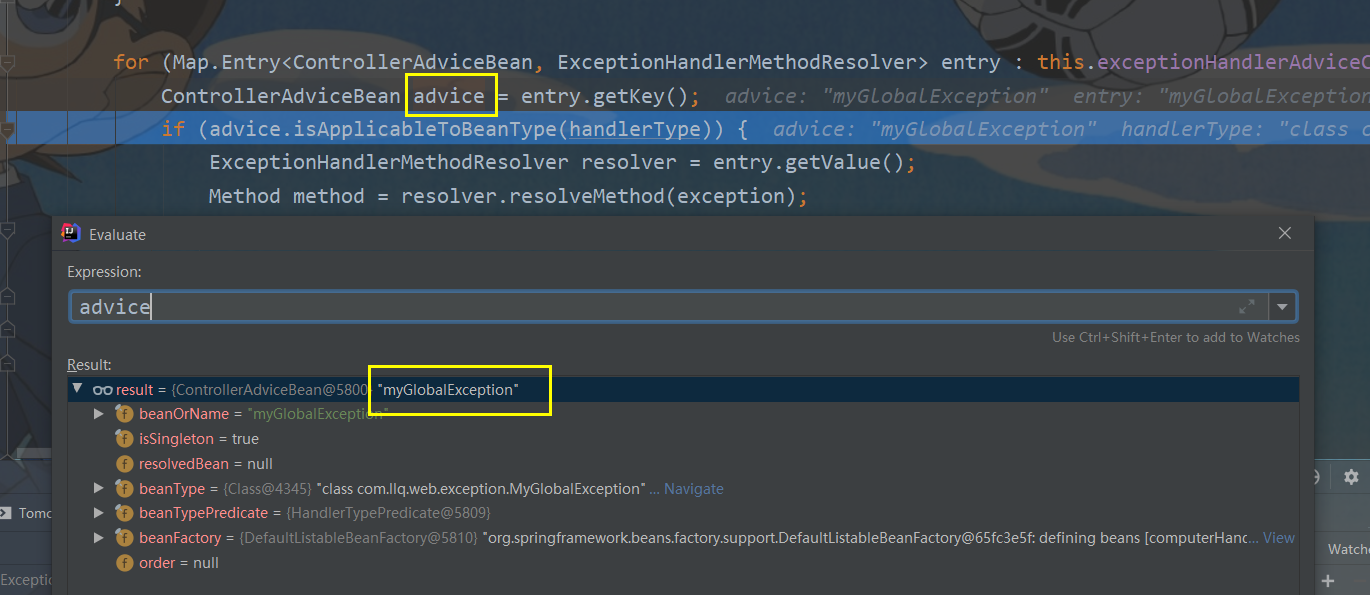 }
for (Map.Entry<ControllerAdviceBean, ExceptionHandlerMethodResolver> entry : this.exceptionHandlerAdviceC
ControllerAdviceBean advice = entry.getKey(); advice: "myGlobalException" entry: "myGlobalException
if (advice.isApplicableToBeanType(handlerType)) { advice: "myGlobalException" handlerType: "class c
ExceptionHandlerMethodResolver resolver = entry.getValue();
Method method = resolver.resolveMethod(exception);
Evaluate
Expression:
advice
Use Ctrl+Shift+Enter to add to Watches
Result:
result = {ControllerAdviceBean@5800} "myGlobalException"
beanOrName = "myGlobalException"
isSingleton = true
resolvedBean = null
beanType = {Class@4345} "class com.llq.web.exception.MyGlobalException" ... Navigate
beanTypePredicate = {HandlerTypePredicate@5809}
beanFactory = {DefaultListableBeanFactory@5810} "org.springframework.beans.factory.support.DefaultListableBeanFactory@65fc3e5f: defining beans [computerHanc... View
order = null
Tomc
Exceptio
Watche